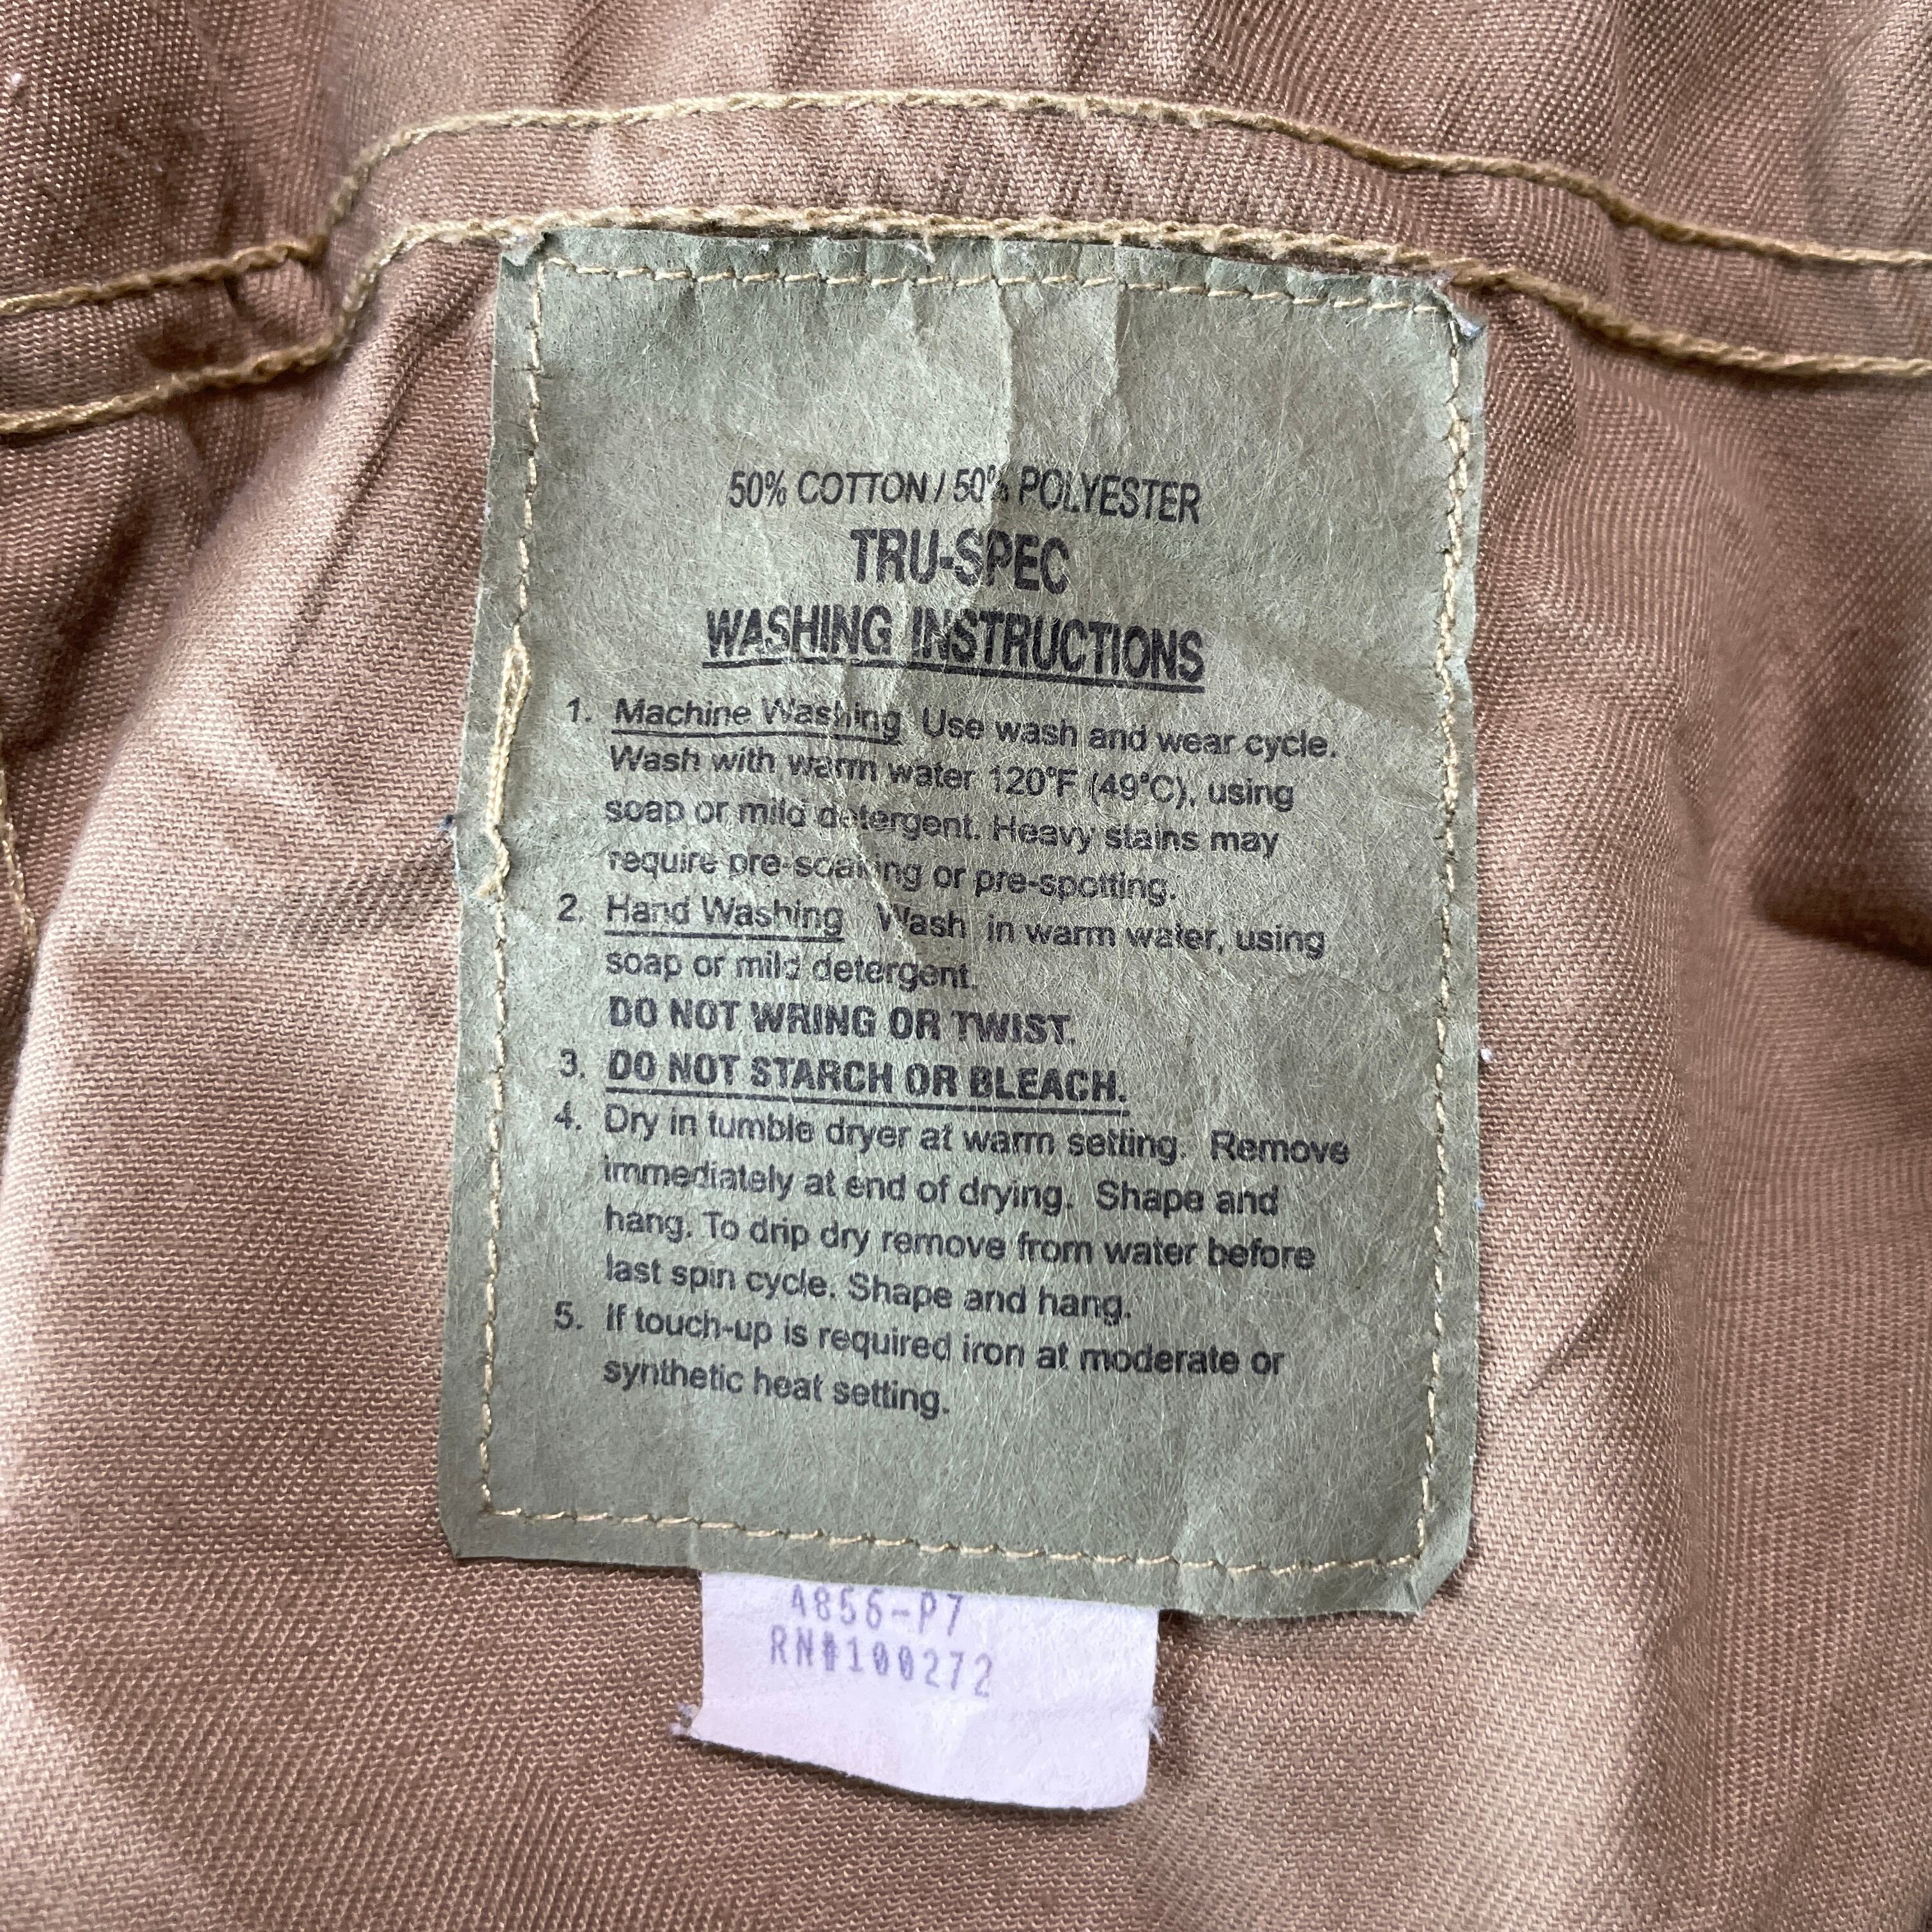 50% COTTON / 50% POLYESTER
TRU-SPEC
WASHING INSTRUCTIONS
1. Machine Washing Use wash and wear cycle.
Wash with warm water 120°F (49°C), using
soap or mild detergent. Heavy stains may
require pre-soaking or pre-spotting.
2. Hand Washing Wash in warm water, using
soap or mild detergent.
DO NOT WRING OR TWIST.
3. DO NOT STARCH OR BLEACH.
4. Dry in tumble dryer at warm setting. Remove
immediately at end of drying. Shape and
hang. To drip dry remove from water before
last spin cycle. Shape and hang.
5. If touch-up is required iron at moderate or
synthetic heat setting.
A856-P7
RN#100272